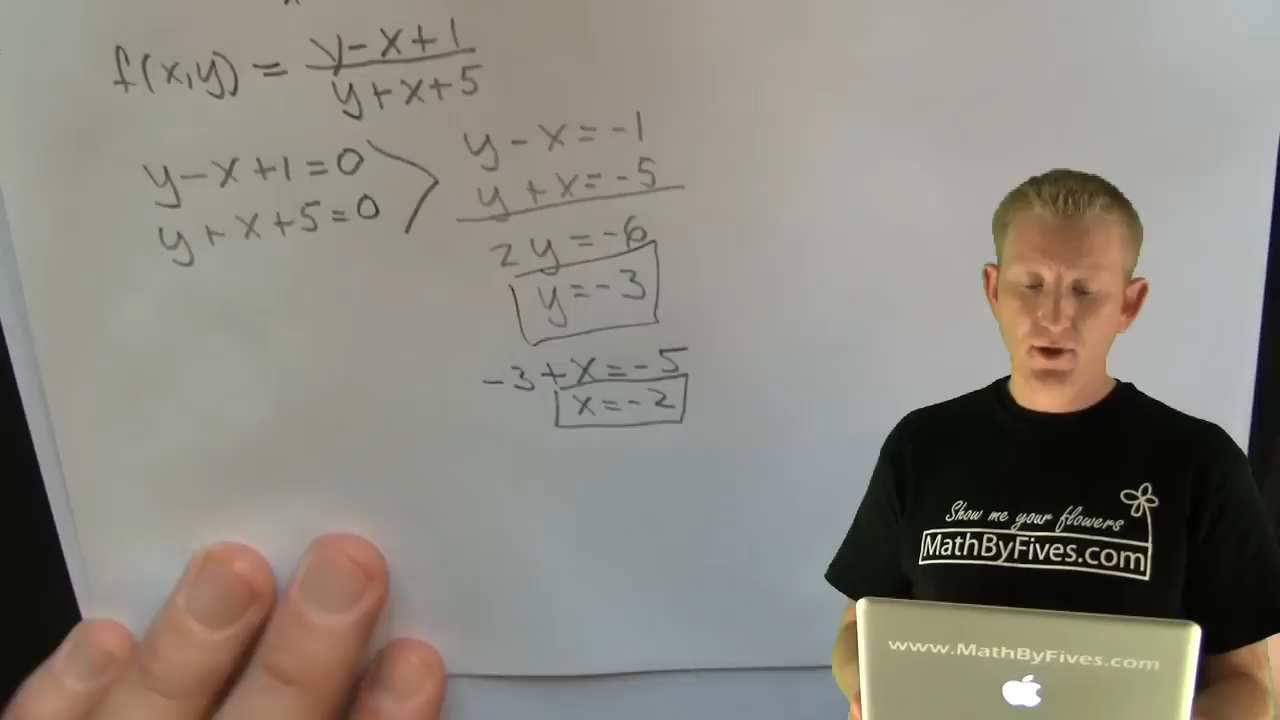 f(x,y) = y-x+1 / y+x+5
y-x+1=0
y+x+5=0
y-x=-1
y+x=-5
2y=-6
y=-3
-3+x=-5
x=-2
Show me your flowers
MathByFives.com
www.MathByFives.com